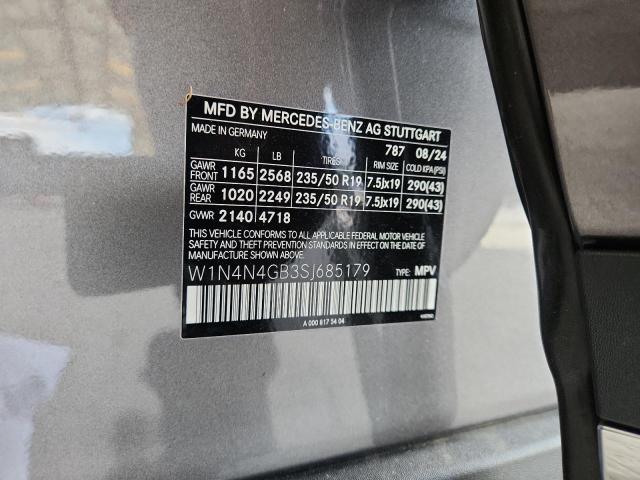 MFD BY MERCEDES-BENZ AG STUTTGART
MADE IN GERMANY 787 08/24
KG LB TIRES RIM SIZE COLD KPA(PSI)
GAWR FRONT 1165 2568 235/50 R19 7.5Jx19 290(43)
GAWR REAR 1020 2249 235/50 R19 7.5Jx19 290(43)
GVWR 2140 4718
THIS VEHICLE CONFORMS TO ALL APPLICABLE FEDERAL MOTOR VEHICLE
SAFETY AND THEFT PREVENTION STANDARDS IN EFFECT ON THE DATE
OF MANUFACTURE SHOWN ABOVE.
W1N4N4GB3SJ685179 TYPE: MPV
A 000 817 54 04